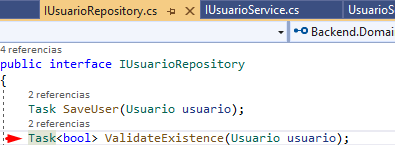 IUsuarioRepository.cs
IUsuarioService.cs
UsuarioS
Backend.Domai
4 referencias
public interface IUsuarioRepository
{
2 referencias
Task SaveUser(Usuario usuario);
2 referencias
Task<bool> ValidateExistence(Usuario usuario);